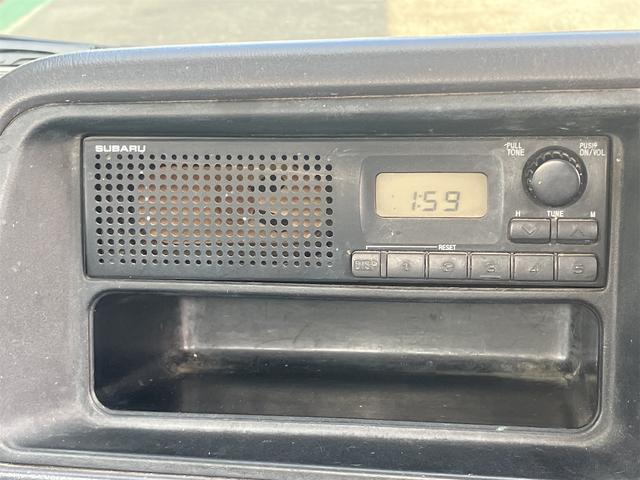 SUBARU
PULL TONE
PUSH ON/VOL
1:59
H TUNE M
RESET
DISP 1 2 3 4 5